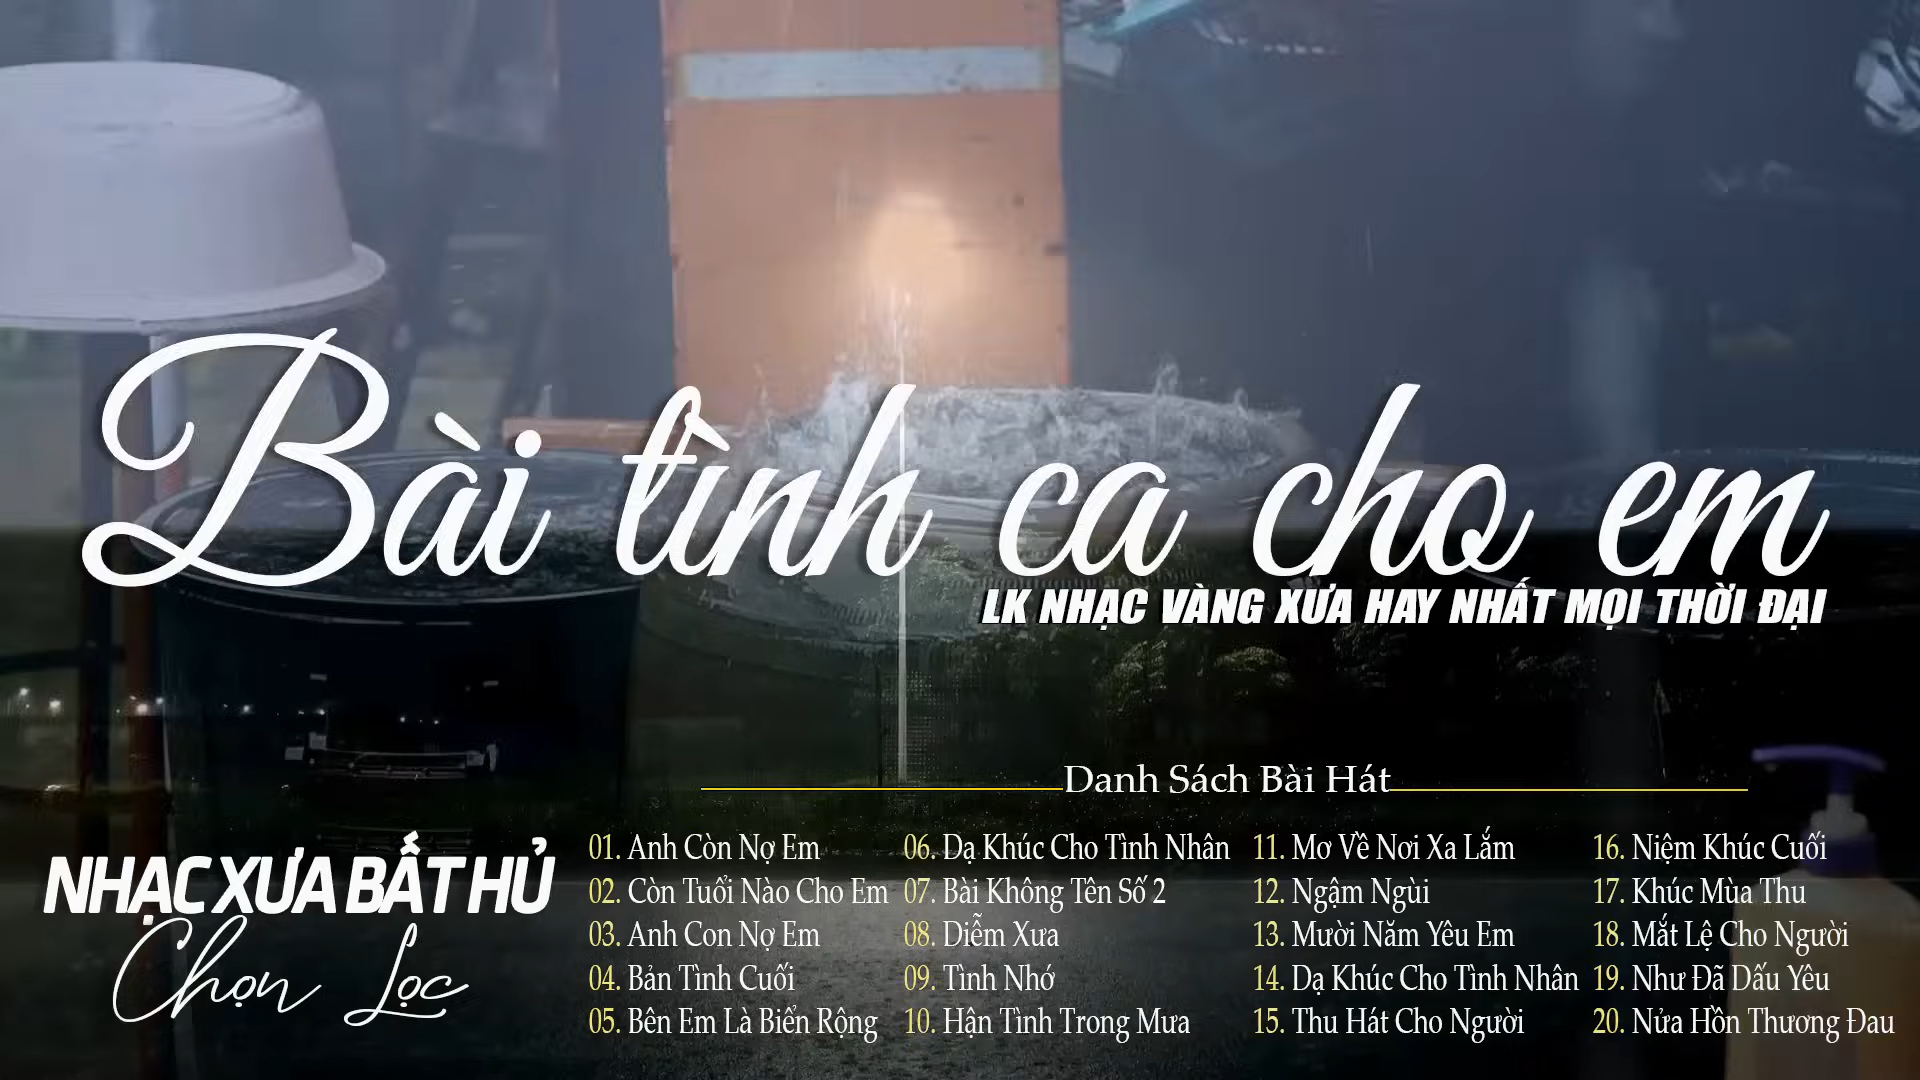 Bài tình ca cho em
LK NHẠC VÀNG XƯA HAY NHẤT MỌI THỜI ĐẠI
Danh Sách Bài Hát
NHẠC XƯA BẤT HỦ
Chọn Lọc
01. Anh Còn Nợ Em
02. Còn Tuổi Nào Cho Em
03. Anh Con Nợ Em
04. Bản Tình Cuối
05. Bên Em Là Biển Rộng
06. Dạ Khúc Cho Tình Nhân
07. Bài Không Tên Số 2
08. Diễm Xưa
09. Tình Nhớ
10. Hận Tình Trong Mưa
11. Mơ Về Nơi Xa Lắm
12. Ngậm Ngùi
13. Mười Năm Yêu Em
14. Dạ Khúc Cho Tình Nhân
15. Thu Hát Cho Người
16. Niệm Khúc Cuối
17. Khúc Mùa Thu
18. Mắt Lệ Cho Người
19. Như Đã Dấu Yêu
20. Nửa Hồn Thương Đau